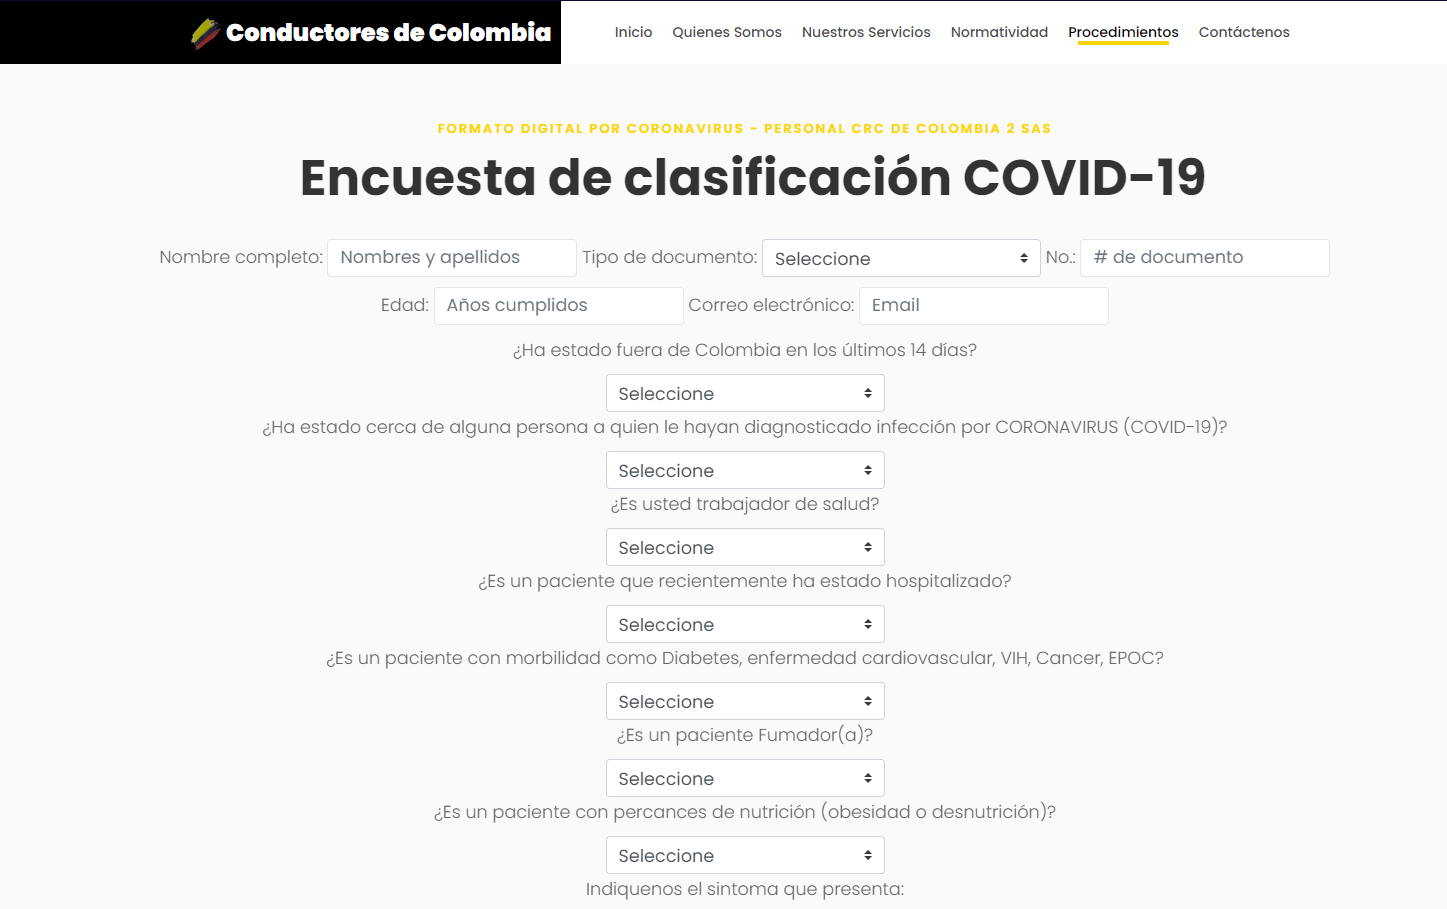 Conductores de Colombia
Inicio Quienes Somos Nuestros Servicios Normatividad Procedimientos Contáctenos
FORMATO DIGITAL POR CORONAVIRUS - PERSONAL CRC DE COLOMBIA 2 SAS
Encuesta de clasificación COVID-19
Nombre completo: Nombres y apellidos Tipo de documento: Seleccione No.: # de documento
Edad: Años cumplidos Correo electrónico: Email
¿Ha estado fuera de Colombia en los últimos 14 días?
Seleccione
¿Ha estado cerca de alguna persona a quien le hayan diagnosticado infección por CORONAVIRUS (COVID-19)?
Seleccione
¿Es usted trabajador de salud?
Seleccione
¿Es un paciente que recientemente ha estado hospitalizado?
Seleccione
¿Es un paciente con morbilidad como Diabetes, enfermedad cardiovascular, VIH, Cancer, EPOC?
Seleccione
¿Es un paciente Fumador(a)?
Seleccione
¿Es un paciente con percances de nutrición (obesidad o desnutrición)?
Seleccione
Indiquenos el sintoma que presenta: